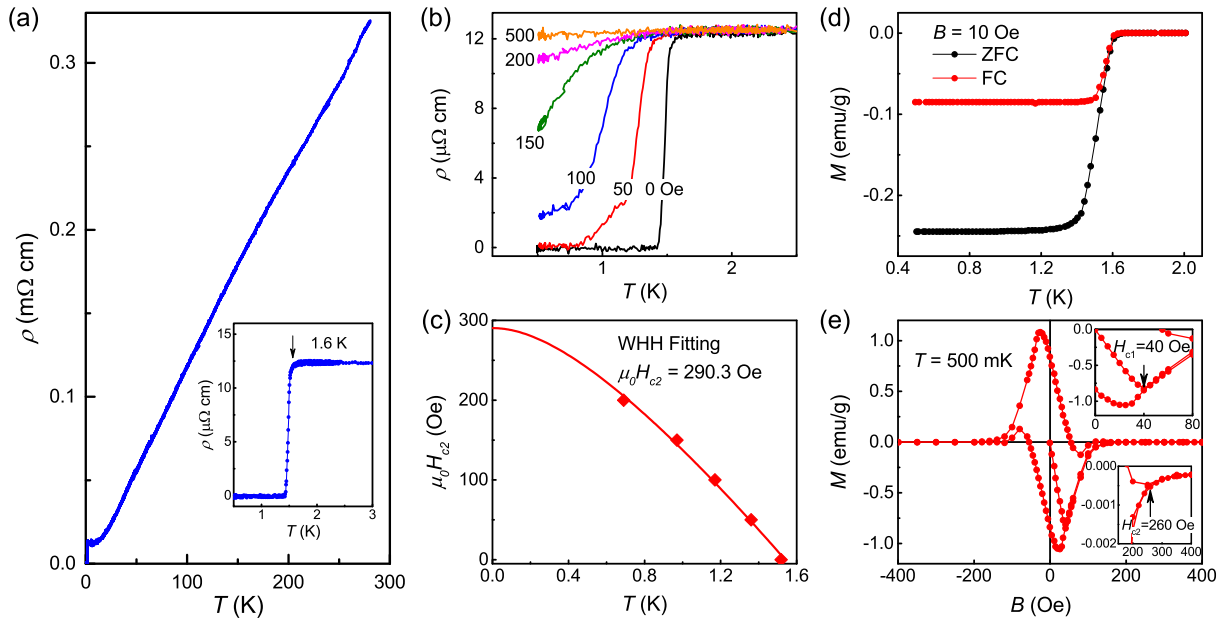 (a)
0.3
0.2
0.1
0.0
ρ (mΩ cm)
0
100
200
300
T (K)
1.6 K
15
12
9
6
3
0
ρ (μΩ cm)
1
2
3
T (K)
(b)
12
8
4
0
ρ (μΩ cm)
500
200
150
100
50
0 Oe
1
2
T (K)
(c)
300
200
100
0
μ₀Hc2 (Oe)
WHH Fitting
μ₀Hc2 = 290.3 Oe
0.0
0.4
0.8
1.2
1.6
T (K)
(d)
B = 10 Oe
ZFC
FC
0.0
-0.1
-0.2
M (emu/g)
0.4
0.8
1.2
1.6
2.0
T (K)
(e)
T = 500 mK
1.0
0.5
0.0
-0.5
-1.0
M (emu/g)
-400
-200
0
200
400
B (Oe)
Hc1=40 Oe
0.0
-0.5
-1.0
0
40
80
0.000
-0.001
-0.002
Hc2=260 Oe
200
300
400